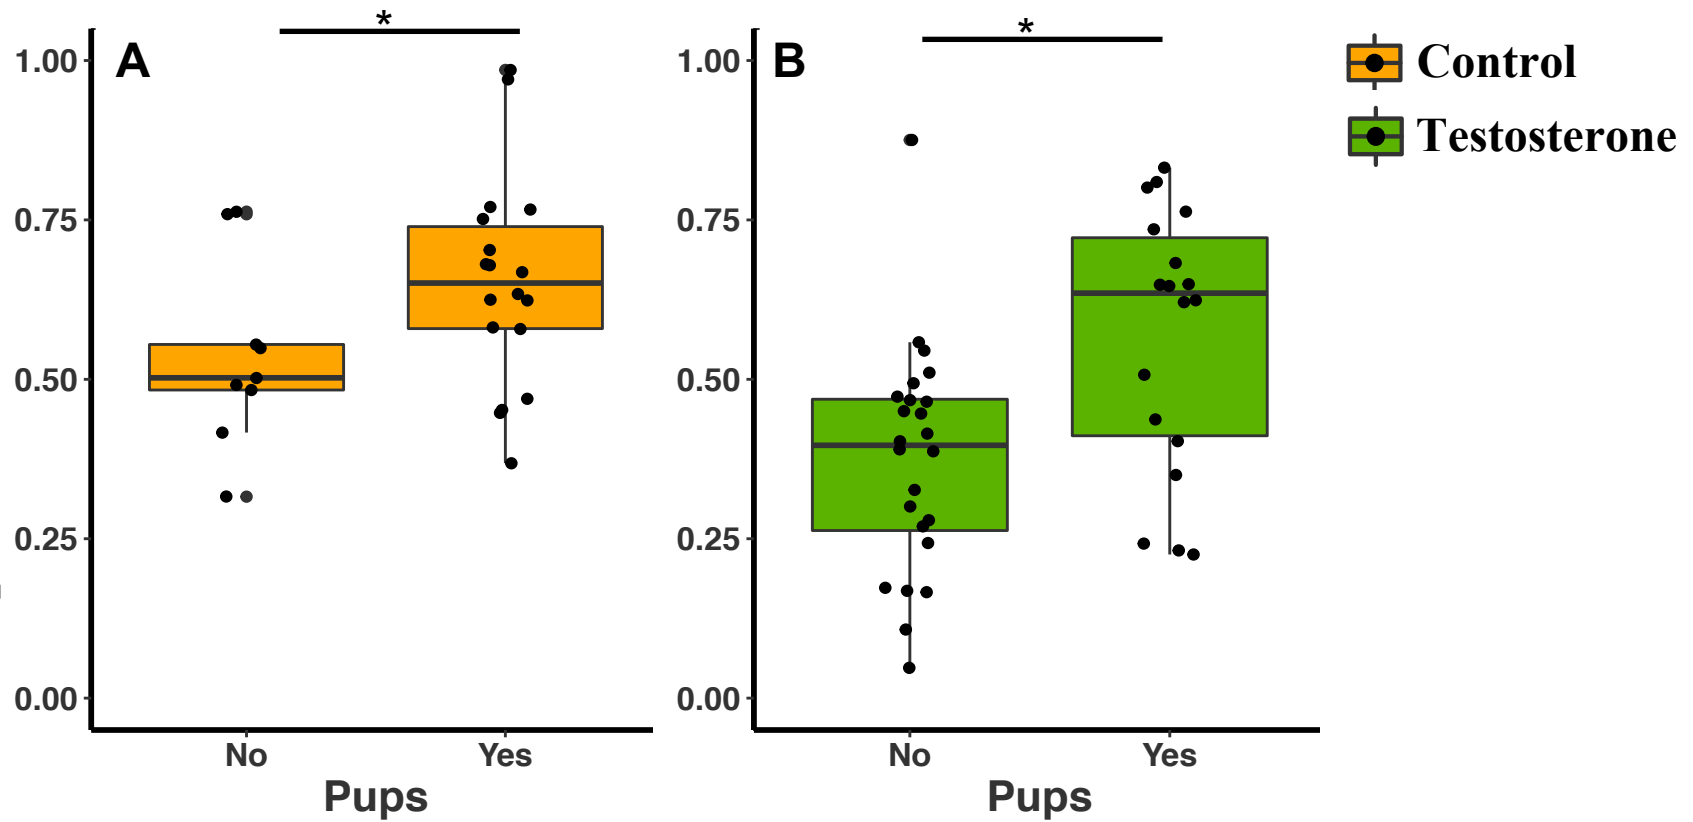 *
*
A
B
1.00
0.75
0.50
0.25
0.00
1.00
0.75
0.50
0.25
0.00
No
Yes
No
Yes
Pups
Pups
Control
Testosterone